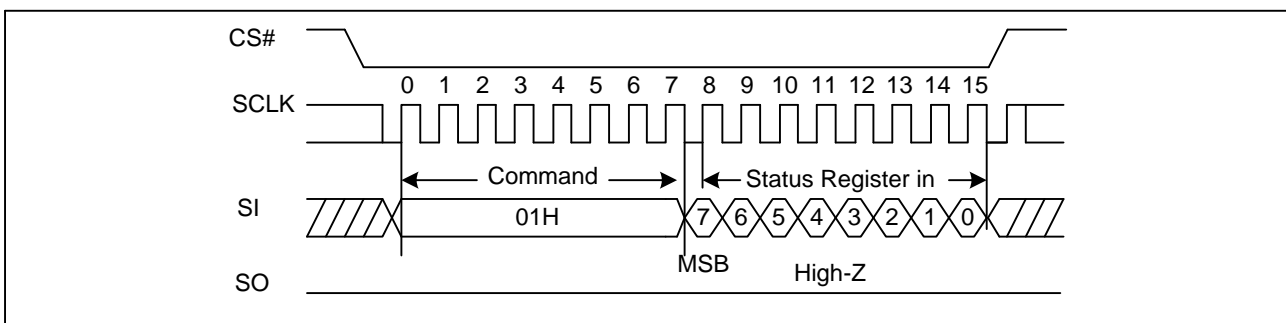 CS#
0 1 2 3 4 5 6 7 8 9 10 11 12 13 14 15
SCLK
Command Status Register in
SI 01H 7 6 5 4 3 2 1 0
MSB High-Z
SO